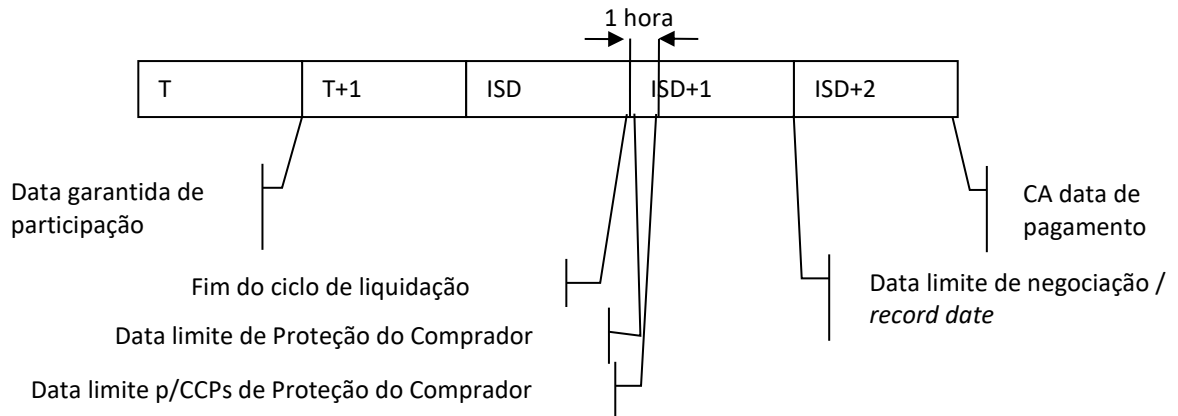 1 hora
T
T+1
ISD
ISD+1
ISD+2
Data garantida de
participação
CA data de
pagamento
Fim do ciclo de liquidação
Data limite de negociação /
record date
Data limite de Proteção do Comprador
Data limite p/CCPs de Proteção do Comprador